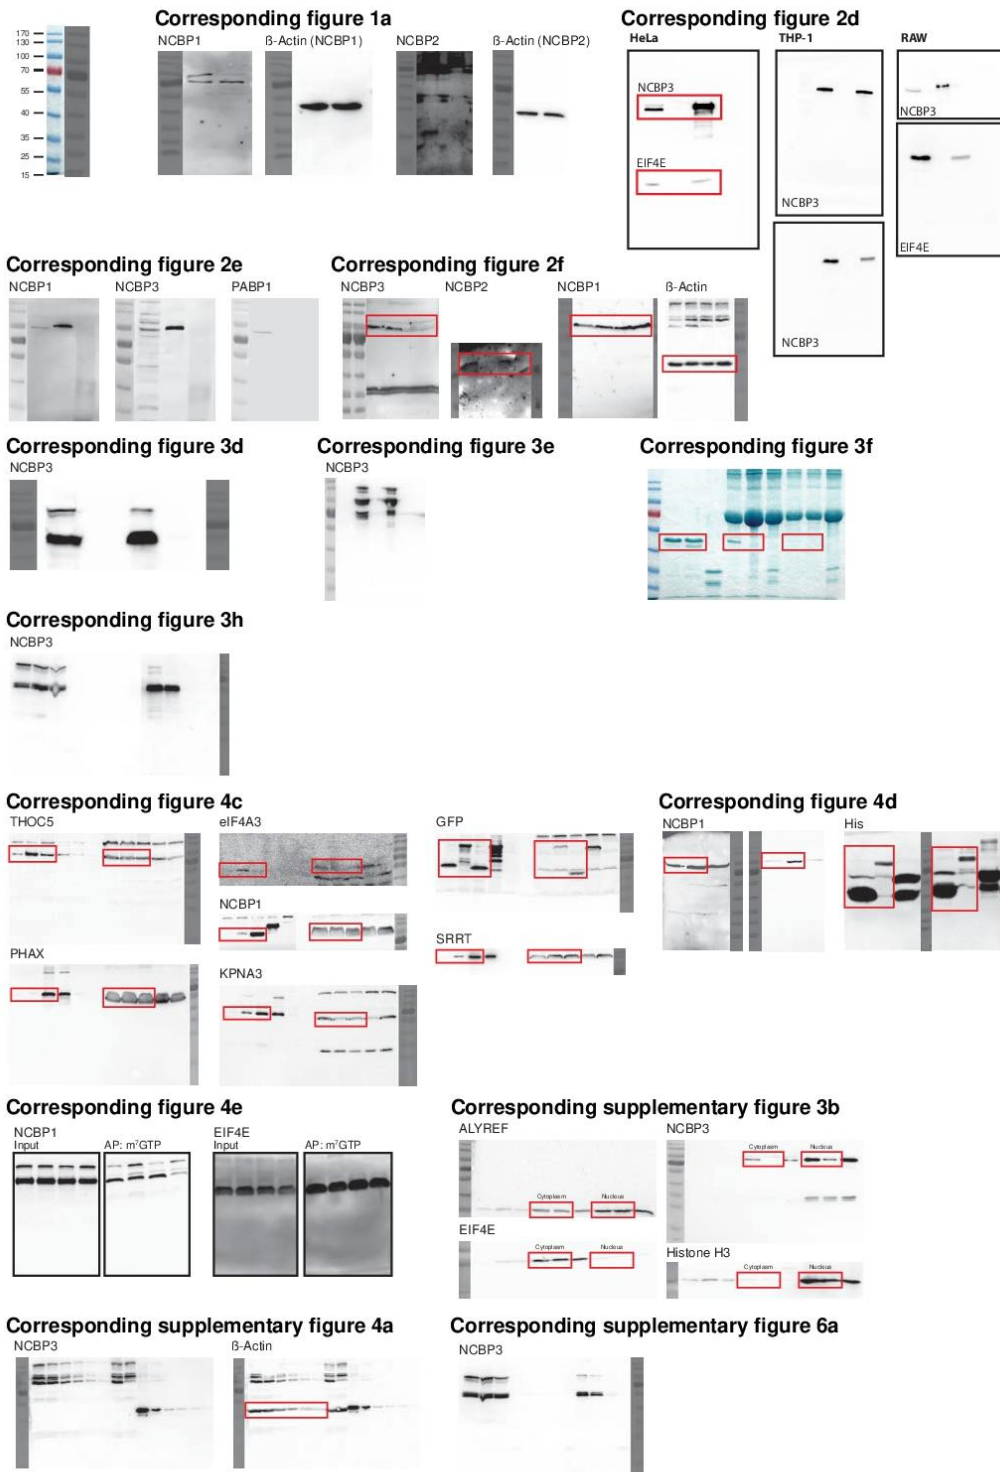 Corresponding figure 1a
NCBP1
ß-Actin (NCBP1)
NCBP2
ß-Actin (NCBP2)
170
130
100
70
55
40
35
25
15
Corresponding figure 2d
HeLa
THP-1
RAW
NCBP3
EIF4E
NCBP3
NCBP3
NCBP3
EIF4E
Corresponding figure 2e
NCBP1
NCBP3
PABP1
Corresponding figure 2f
NCBP3
NCBP2
NCBP1
ß-Actin
Corresponding figure 3d
NCBP3
Corresponding figure 3e
NCBP3
Corresponding figure 3f
Corresponding figure 3h
NCBP3
Corresponding figure 4c
THOC5
eIF4A3
GFP
NCBP1
SRRT
PHAX
KPNA3
Corresponding figure 4d
NCBP1
His
Corresponding figure 4e
NCBP1
Input
AP: m⁷GTP
EIF4E
Input
AP: m⁷GTP
Corresponding supplementary figure 3b
ALYREF
Cytoplasm
Nucleus
NCBP3
Cytoplasm
Nucleus
EIF4E
Cytoplasm
Nucleus
Histone H3
Cytoplasm
Nucleus
Corresponding supplementary figure 4a
NCBP3
ß-Actin
Corresponding supplementary figure 6a
NCBP3